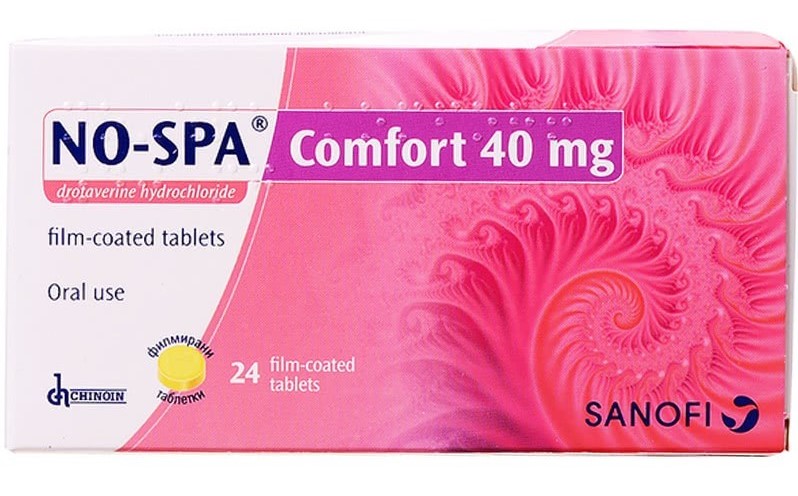 NO-SPA® Comfort 40 mg
drotaverine hydrochloride
film-coated tablets
Oral use
филмирани
таблетки
24 film-coated
tablets
CHINOIN
SANOFI